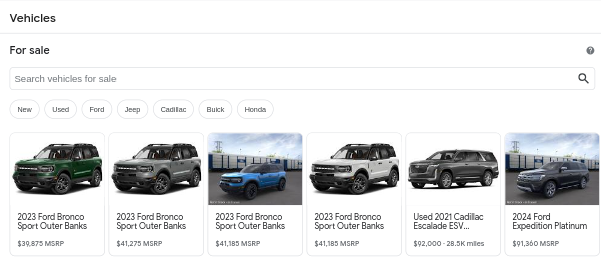 Vehicles
For sale
Search vehicles for sale
New
Used
Ford
Jeep
Cadillac
Buick
Honda
2023 Ford Bronco
Sport Outer Banks
$39,875 MSRP
2023 Ford Bronco
Sport Outer Banks
$41,275 MSRP
2023 Ford Bronco
Sport Outer Banks
$41,185 MSRP
2023 Ford Bronco
Sport Outer Banks
$41,185 MSRP
Used 2021 Cadillac
Escalade ESV...
$92,000 · 28.5K miles
2024 Ford
Expedition Platinum
$91,360 MSRP